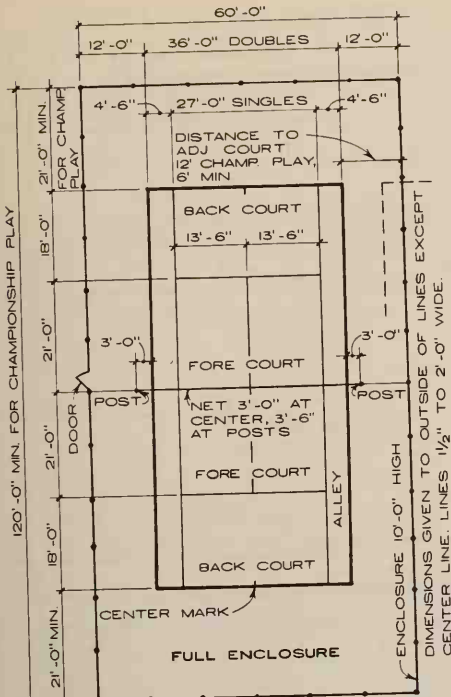 60'-0"
12'-0" 36'-0" DOUBLES 12'-0"
4'-6" 27'-0" SINGLES 4'-6"
DISTANCE TO
ADJ COURT
12' CHAMP. PLAY,
6' MIN
120'-0" MIN. FOR CHAMPIONSHIP PLAY
21'-0" MIN.
FOR CHAMP
PLAY
18'-0"
21'-0"
21'-0"
18'-0"
21'-0" MIN.
BACK COURT
13'-6" 13'-6"
3'-0"
3'-0"
FORE COURT
DOOR
POST
NET 3'-0" AT
CENTER, 3'-6"
AT POSTS
POST
FORE COURT
ALLEY
BACK COURT
CENTER MARK
FULL ENCLOSURE
ENCLOSURE 10'-0" HIGH
DIMENSIONS GIVEN TO OUTSIDE OF LINES EXCEPT
CENTER LINE. LINES 1 1/2" TO 2'-0" WIDE.